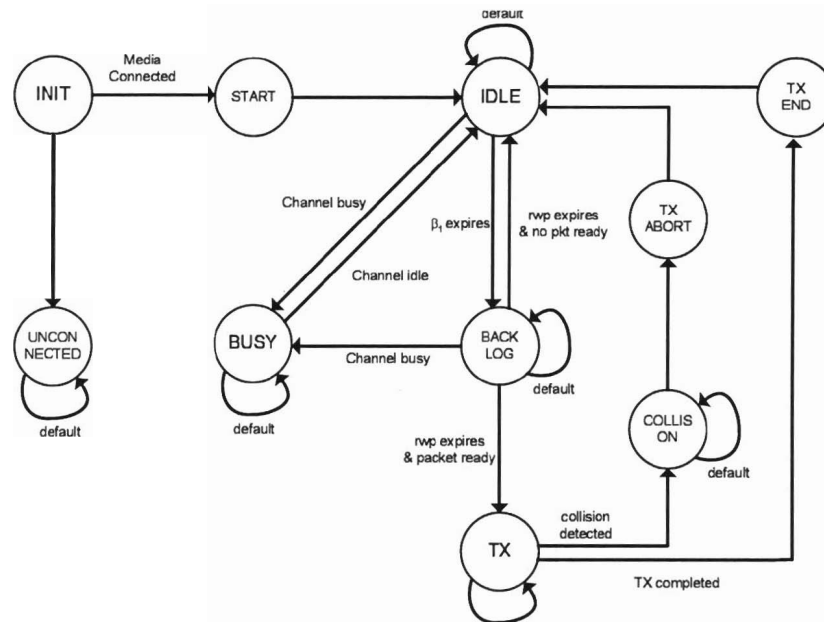 default
Media
Connected
INIT
START
IDLE
TX
END
Channel busy
β1 expires
rwp expires
& no pkt ready
TX
ABORT
Channel idle
UNCON
NECTED
BUSY
Channel busy
BACK
LOG
default
default
default
COLLIS
ON
default
rwp expires
& packet ready
collision
detected
TX
TX completed